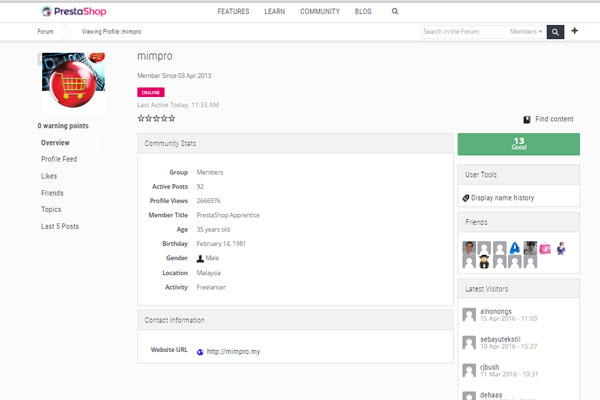 PrestaShop
FEATURES LEARN COMMUNITY BLOG
Forum Viewing Profile: mimpro
Search in the Forum Members
mimpro
Member Since 03 Apr 2013
ONLINE
Last Active Today, 11:33 AM
Find content
0 warning points
Overview
Profile Feed
Likes
Friends
Topics
Last 5 Posts
Community Stats
Group Members
Active Posts 92
Profile Views 2666976
Member Title PrestaShop Apprentice
Age 35 years old
Birthday February 14, 1981
Gender Male
Location Malaysia
Activity Freelancer
Contact Information
Website URL http://mimpro.my
13
Good
User Tools
Display name history
Friends
Latest Visitors
alnonongs
15 Apr 2016 - 11:03
sebayutekstil
10 Apr 2016 - 15:27
rjbush
11 Mar 2016 - 10:31
dehaas